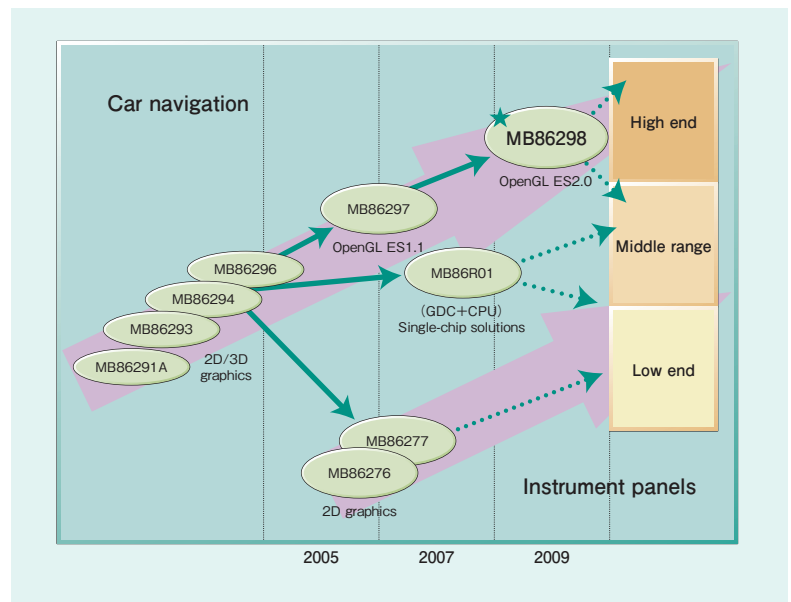 Car navigation
High end
MB86298
OpenGL ES2.0
MB86297
OpenGL ES1.1
Middle range
MB86296
MB86R01
MB86294
(GDC+CPU)
Single-chip solutions
MB86293
MB86291A
2D/3D
graphics
Low end
MB86277
MB86276
2D graphics
Instrument panels
2005
2007
2009